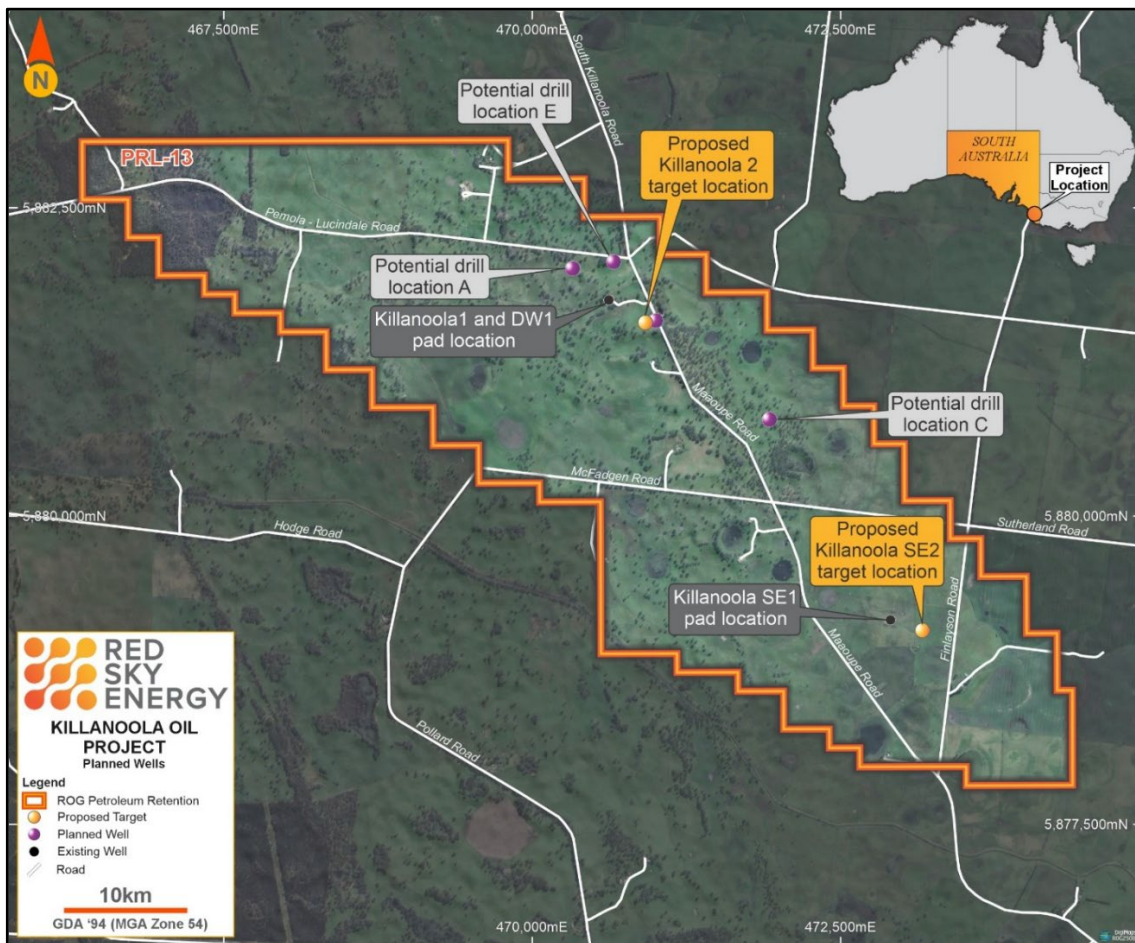 467,500mE
470,000mE
472,500mE
N
South Killanoola Road
Potential drill
location E
Proposed
Killanoola 2
target location
SOUTH
AUSTRALIA
Project
Location
PRL-13
5,882,500mN
Penola - Lucindale Road
Potential drill
location A
Killanoola1 and DW1
pad location
Maaoupe Road
Potential drill
location C
McFadgen Road
5,880,000mN
Hodge Road
5,880,000mN
Sutherland Road
Proposed
Killanoola SE2
target location
Killanoola SE1
pad location
Finlayson Road
Maaoupe Road
Pollard Road
RED
SKY
ENERGY
KILLANOOLA OIL
PROJECT
Planned Wells
Legend
ROG Petroleum Retention
Proposed Target
Planned Well
Existing Well
Road
10km
GDA '94 (MGA Zone 54)
5,877,500mN
470,000mE
472,500mE